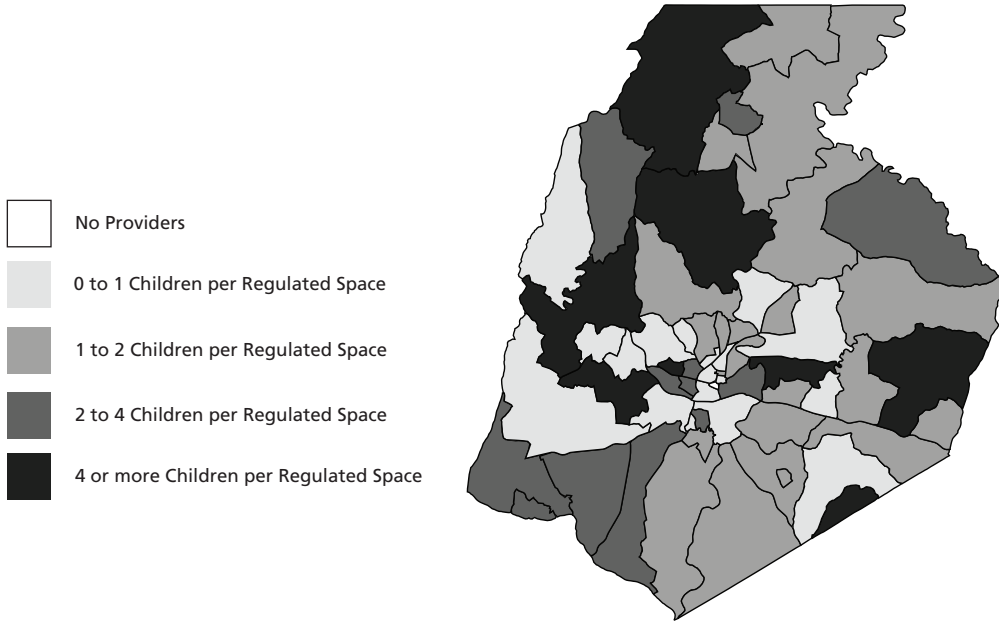 No Providers
0 to 1 Children per Regulated Space
1 to 2 Children per Regulated Space
2 to 4 Children per Regulated Space
4 or more Children per Regulated Space